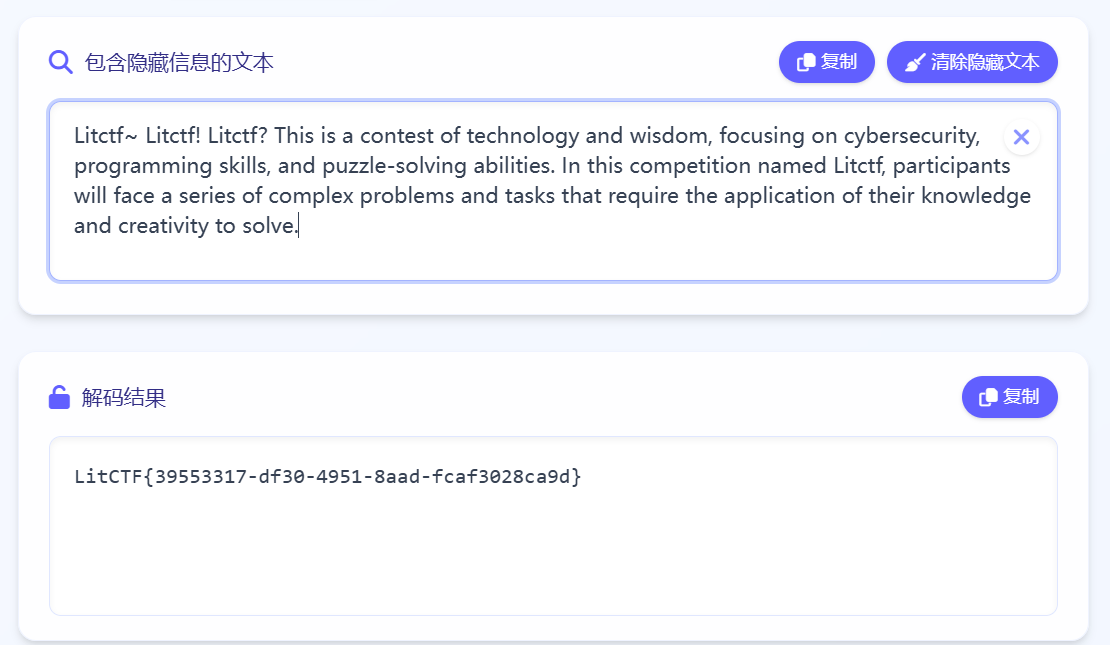 包含隐藏信息的文本
复制
清除隐藏文本
Litctf~ Litctf! Litctf? This is a contest of technology and wisdom, focusing on cybersecurity,
programming skills, and puzzle-solving abilities. In this competition named Litctf, participants
will face a series of complex problems and tasks that require the application of their knowledge
and creativity to solve.
解码结果
复制
LitCTF{39553317-df30-4951-8aad-fcaf3028ca9d}